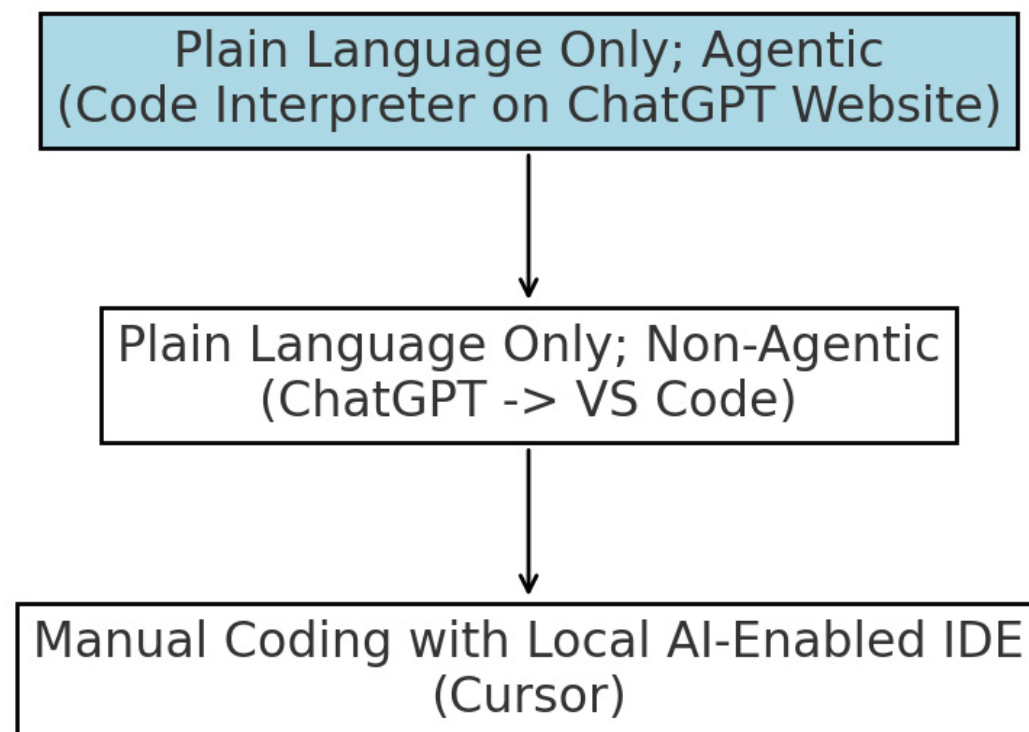 Plain Language Only; Agentic
(Code Interpreter on ChatGPT Website)
Plain Language Only; Non-Agentic
(ChatGPT -> VS Code)
Manual Coding with Local AI-Enabled IDE
(Cursor)